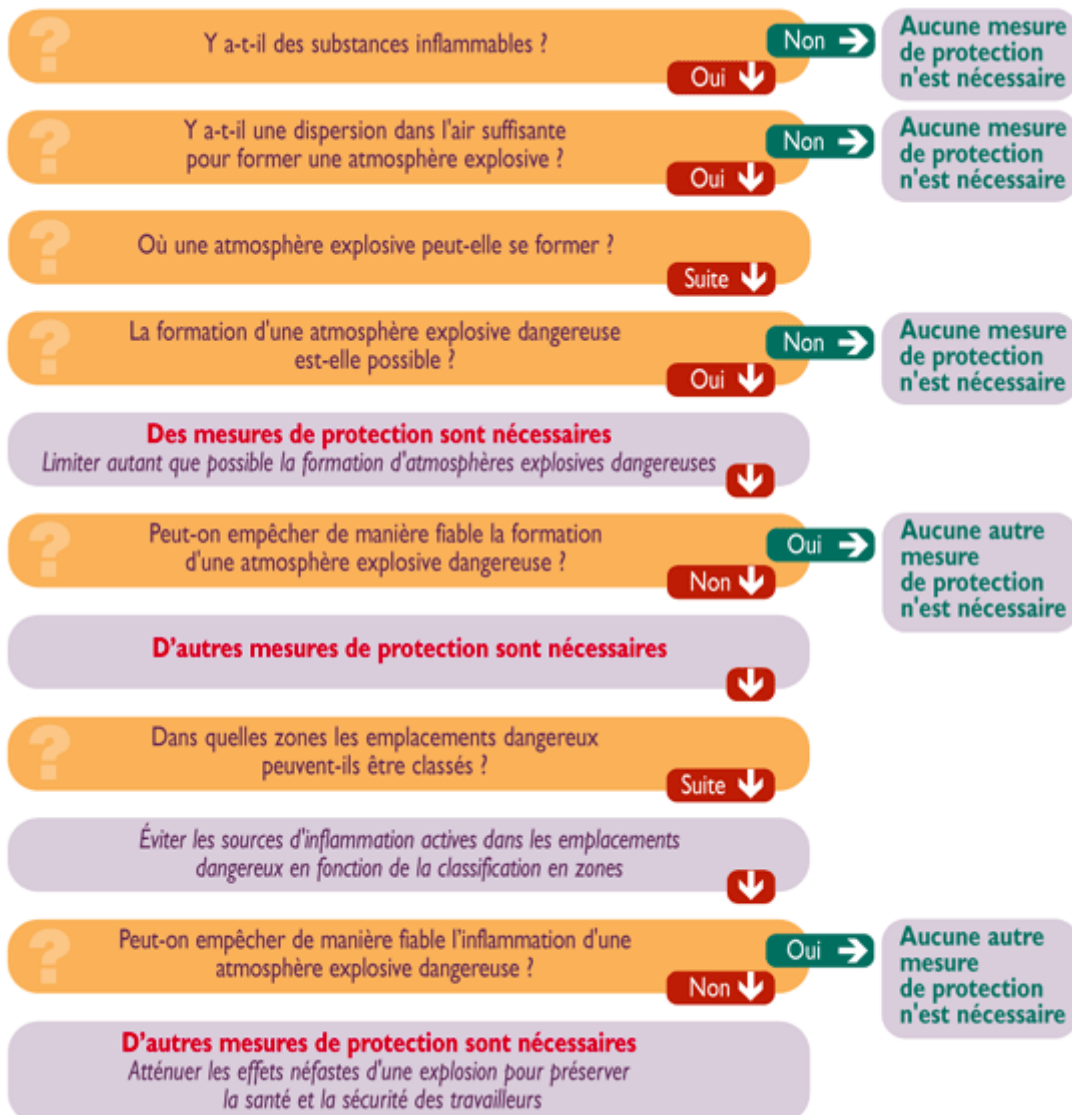 ?
Y a-t-il des substances inflammables ?
Non
Oui
Aucune mesure
de protection
n'est nécessaire
?
Y a-t-il une dispersion dans l'air suffisante
pour former une atmosphère explosive ?
Non
Oui
Aucune mesure
de protection
n'est nécessaire
?
Où une atmosphère explosive peut-elle se former ?
Suite
?
La formation d'une atmosphère explosive dangereuse
est-elle possible ?
Non
Oui
Aucune mesure
de protection
n'est nécessaire
Des mesures de protection sont nécessaires
Limiter autant que possible la formation d'atmosphères explosives dangereuses
?
Peut-on empêcher de manière fiable la formation
d'une atmosphère explosive dangereuse ?
Oui
Non
Aucune autre
mesure
de protection
n'est nécessaire
D'autres mesures de protection sont nécessaires
?
Dans quelles zones les emplacements dangereux
peuvent-ils être classés ?
Suite
Éviter les sources d'inflammation actives dans les emplacements
dangereux en fonction de la classification en zones
?
Peut-on empêcher de manière fiable l'inflammation d'une
atmosphère explosive dangereuse ?
Oui
Non
Aucune autre
mesure
de protection
n'est nécessaire
D'autres mesures de protection sont nécessaires
Atténuer les effets néfastes d'une explosion pour préserver
la santé et la sécurité des travailleurs